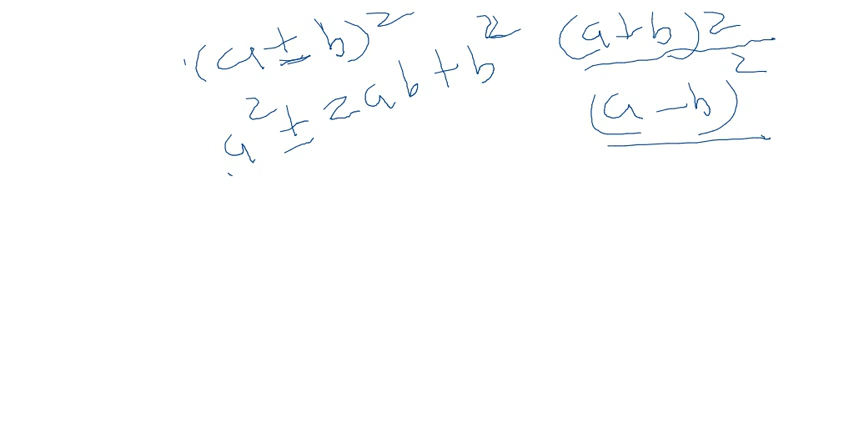 (a ± b)² (a+b)²
a² ± 2ab + b² (a - b)²